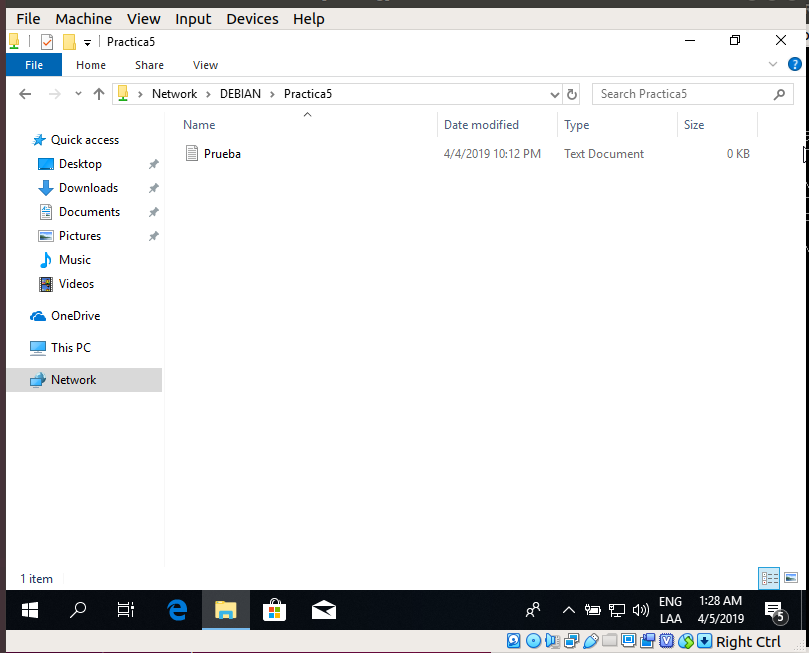 File Machine View Input Devices Help
Practica5
File Home Share View
?
Network > DEBIAN > Practica5
Search Practica5
Name Date modified Type Size
Quick access
Prueba 4/4/2019 10:12 PM Text Document 0 KB
Desktop
Downloads
Documents
Pictures
Music
Videos
OneDrive
This PC
Network
1 item
ENG 1:28 AM
LAA 4/5/2019
5
Right Ctrl